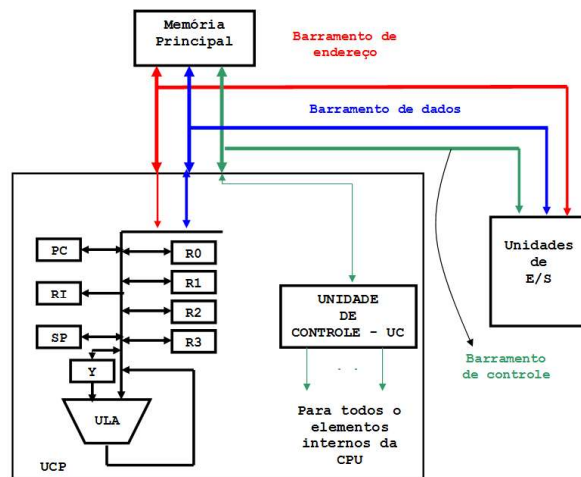 Memória
Principal
Barramento de
endereço
Barramento de dados
PC
R0
RI
R1
R2
SP
R3
Y
ULA
UCP
UNIDADE
DE
CONTROLE - UC
. .
Para todos o
elementos
internos da
CPU
Unidades
de
E/S
Barramento
de controle